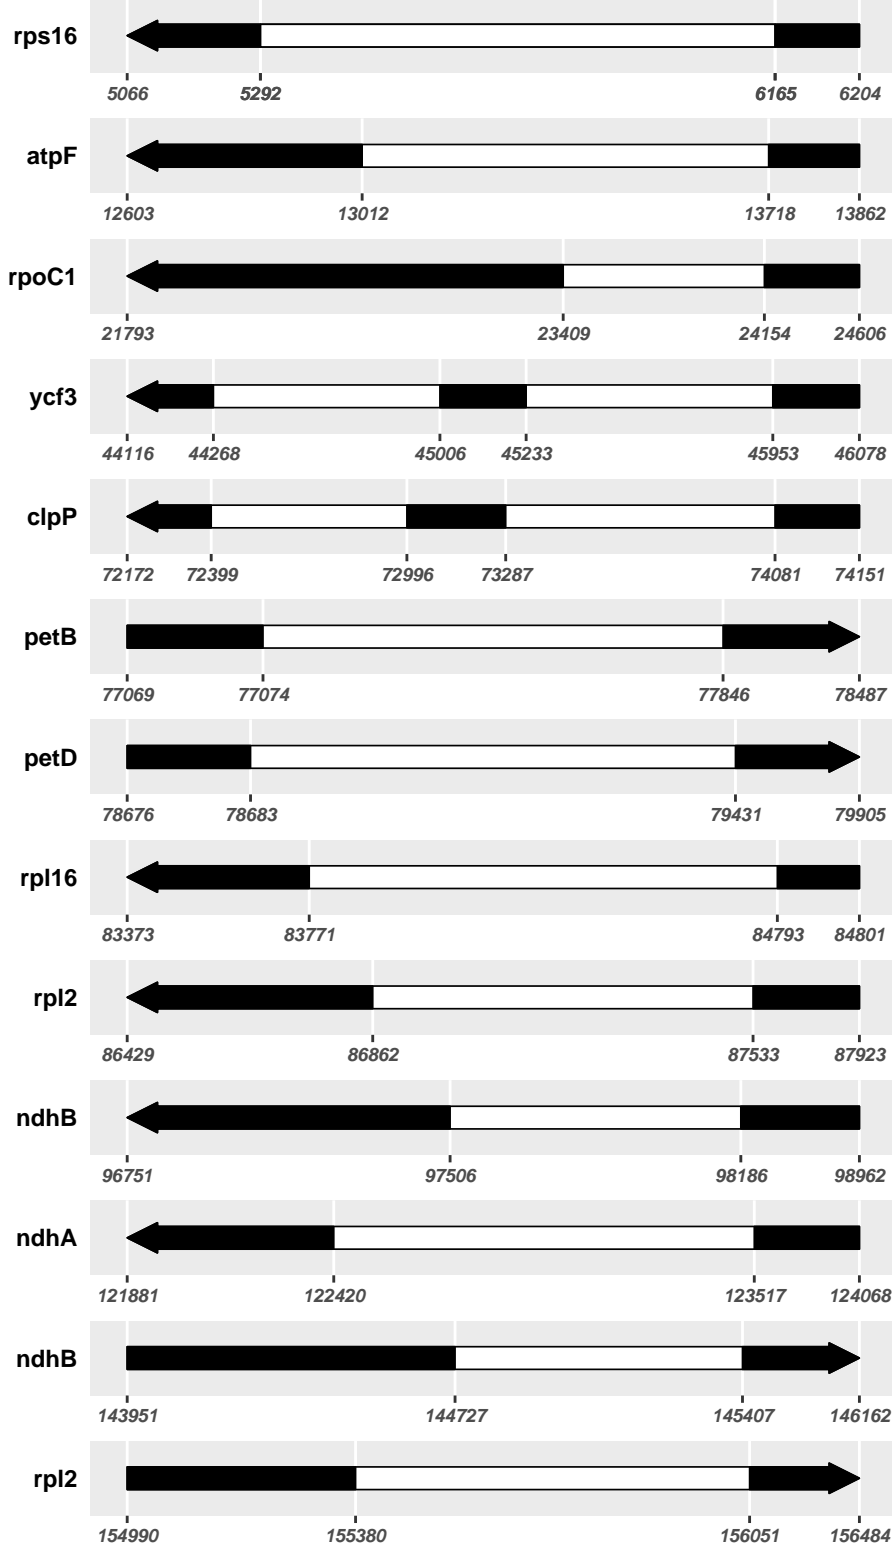 rps16
5066 5292 6165 6204
atpF
12603 13012 13718 13862
rpoC1
21793 23409 24154 24606
ycf3
44116 44268 45006 45233 45953 46078
clpP
72172 72399 72996 73287 74081 74151
petB
77069 77074 77846 78487
petD
78676 78683 79431 79905
rpl16
83373 83771 84793 84801
rpl2
86429 86862 87533 87923
ndhB
96751 97506 98186 98962
ndhA
121881 122420 123517 124068
ndhB
143951 144727 145407 146162
rpl2
154990 155380 156051 156484